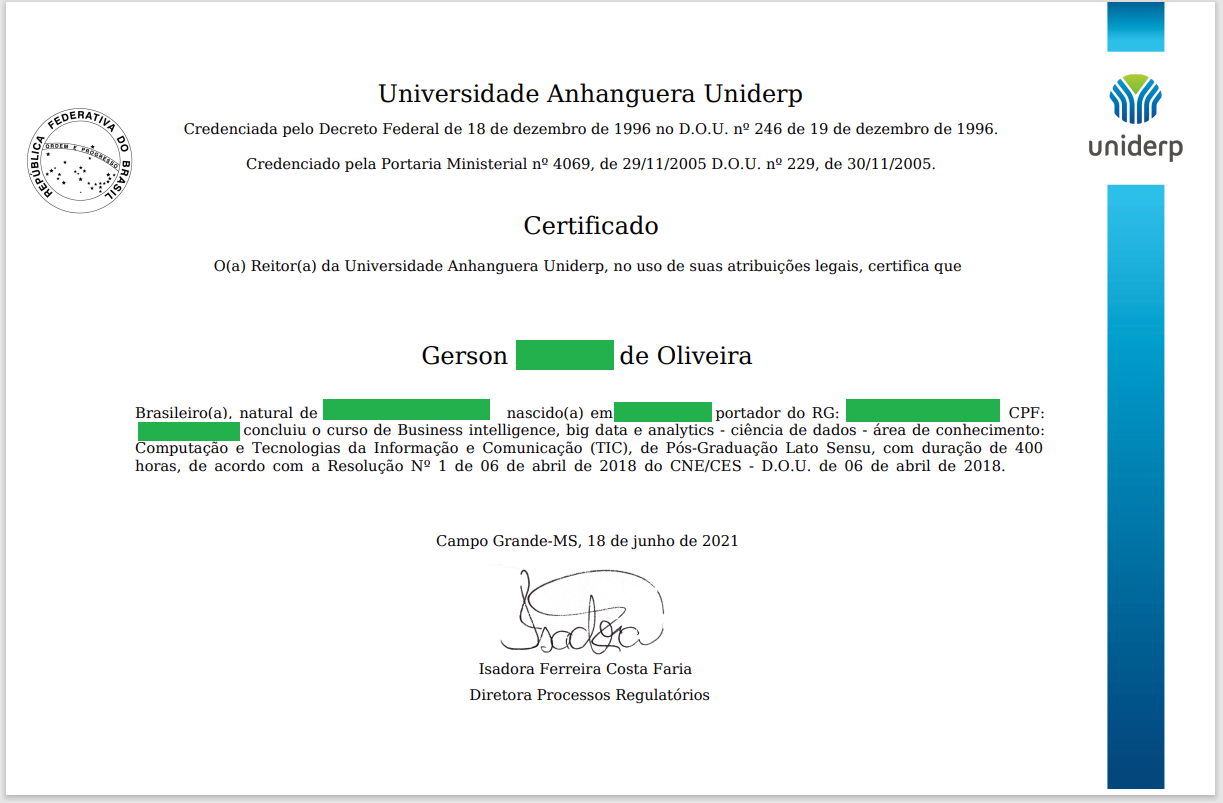 Universidade Anhanguera Uniderp
Credenciada pelo Decreto Federal de 18 de dezembro de 1996 no D.O.U. nº 246 de 19 de dezembro de 1996.
Credenciado pela Portaria Ministerial nº 4069, de 29/11/2005 D.O.U. nº 229, de 30/11/2005.
REPÚBLICA FEDERATIVA DO BRASIL
ORDEM E PROGRESSO
uniderp
Certificado
O(a) Reitor(a) da Universidade Anhanguera Uniderp, no uso de suas atribuições legais, certifica que
Gerson de Oliveira
Brasileiro(a), natural de nascido(a) em portador do RG: CPF:
concluiu o curso de Business intelligence, big data e analytics - ciência de dados - área de conhecimento:
Computação e Tecnologias da Informação e Comunicação (TIC), de Pós-Graduação Lato Sensu, com duração de 400
horas, de acordo com a Resolução Nº 1 de 06 de abril de 2018 do CNE/CES - D.O.U. de 06 de abril de 2018.
Campo Grande-MS, 18 de junho de 2021
Isadora
Isadora Ferreira Costa Faria
Diretora Processos Regulatórios